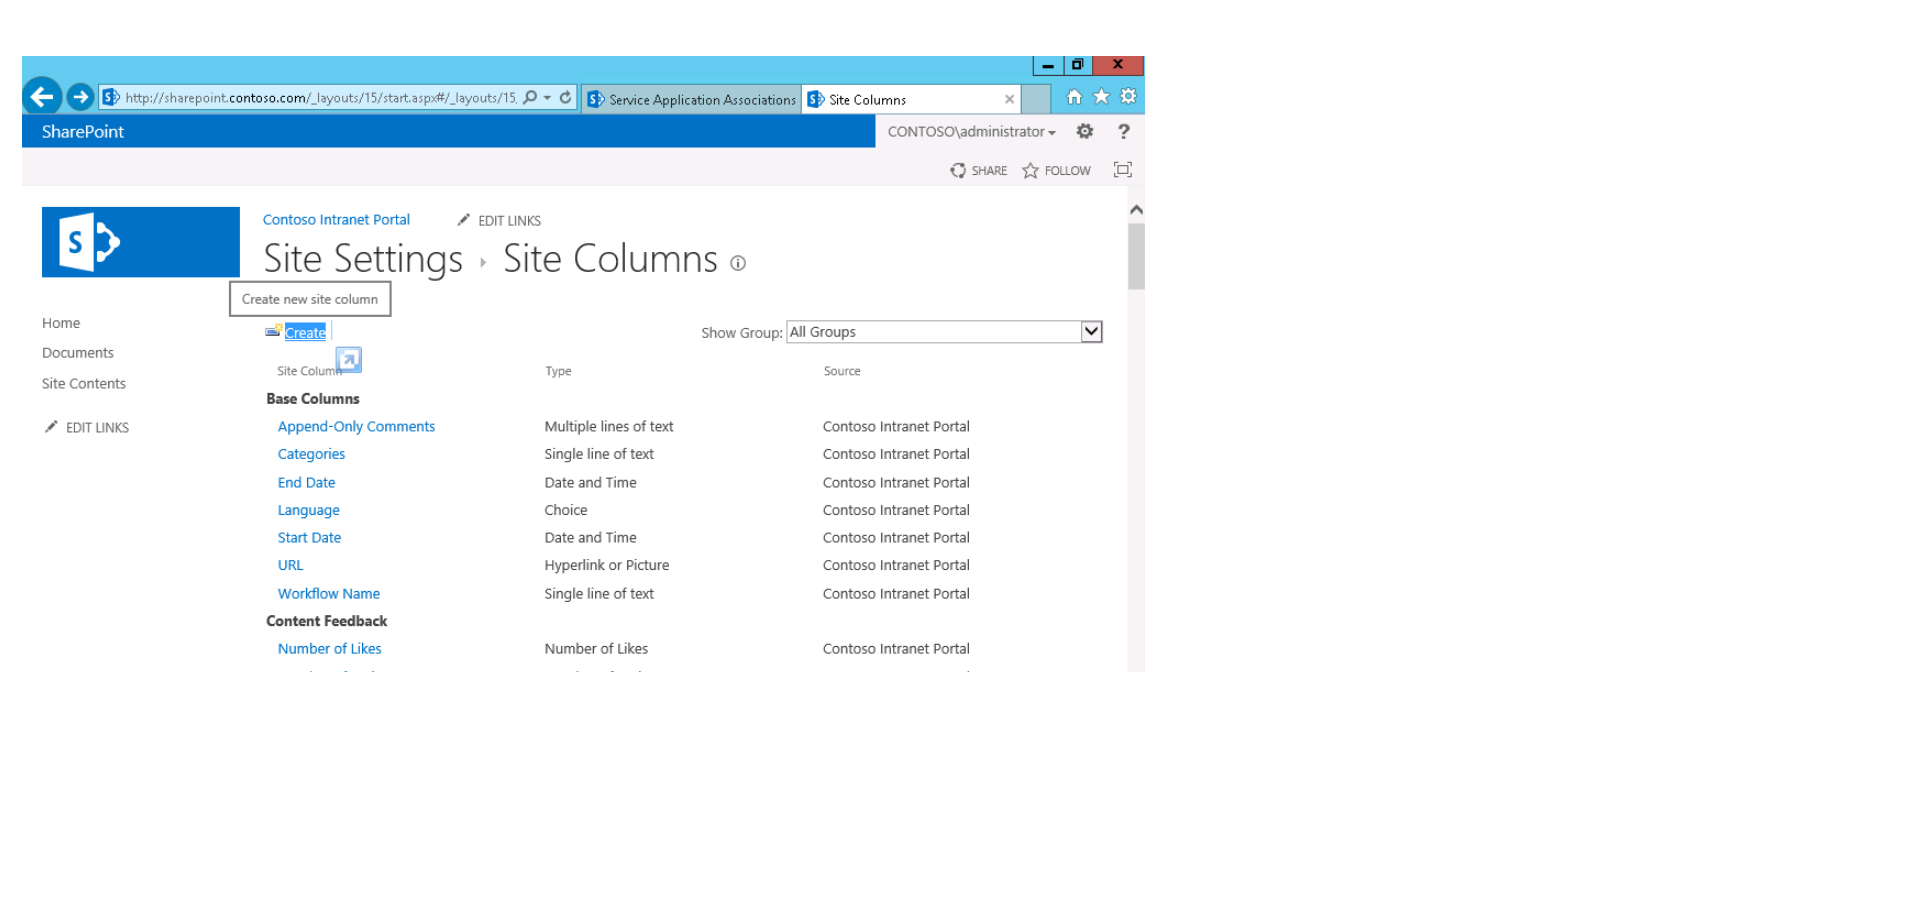 http://sharepoint.contoso.com/_layouts/15/start.aspx#/_layouts/15,
Service Application Associations
Site Columns
SharePoint
CONTOSO\administrator
?
SHARE
FOLLOW
S
Contoso Intranet Portal
EDIT LINKS
Site Settings
Site Columns
Create new site column
Home
Documents
Site Contents
EDIT LINKS
Create
Show Group: All Groups
Site Column Type Source
Base Columns
Append-Only Comments Multiple lines of text Contoso Intranet Portal
Categories Single line of text Contoso Intranet Portal
End Date Date and Time Contoso Intranet Portal
Language Choice Contoso Intranet Portal
Start Date Date and Time Contoso Intranet Portal
URL Hyperlink or Picture Contoso Intranet Portal
Workflow Name Single line of text Contoso Intranet Portal
Content Feedback
Number of Likes Number of Likes Contoso Intranet Portal